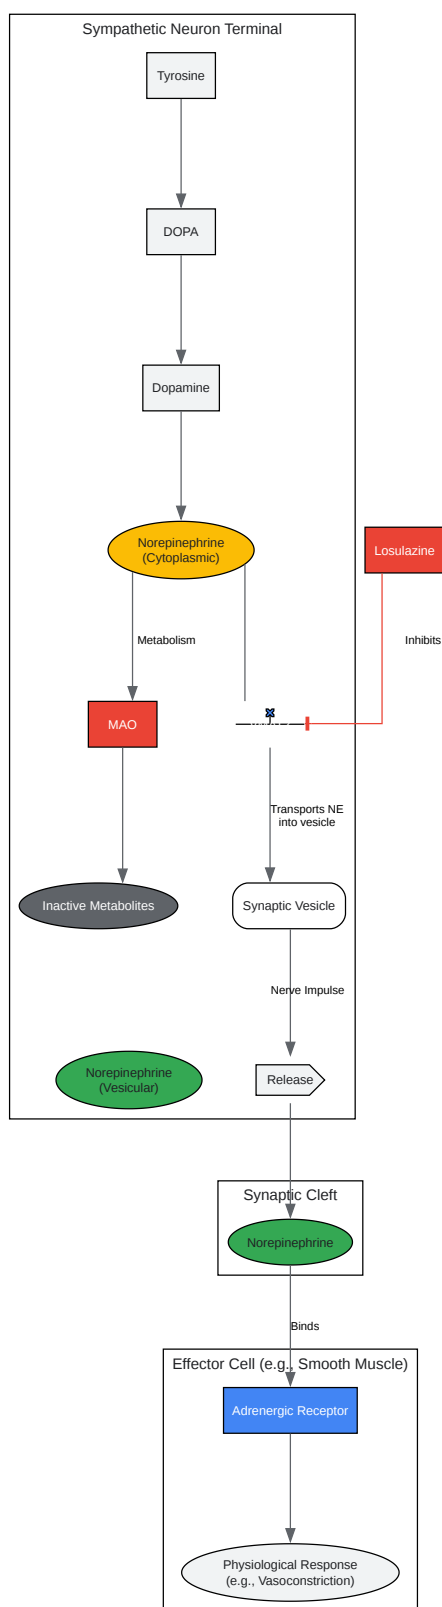 Sympathetic Neuron Terminal
Tyrosine
DOPA
Dopamine
Norepinephrine
(Cytoplasmic)
Losulazine
Metabolism
Inhibits
MAO
Transports NE
into vesicle
Inactive Metabolites
Synaptic Vesicle
Nerve Impulse
Norepinephrine
(Vesicular)
Release
Synaptic Cleft
Norepinephrine
Binds
Effector Cell (e.g., Smooth Muscle)
Adrenergic Receptor
Physiological Response
(e.g., Vasoconstriction)